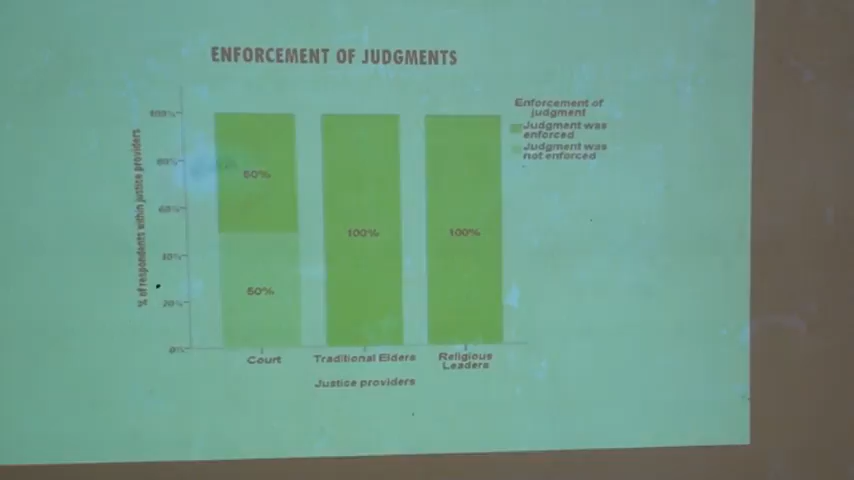 ENFORCEMENT OF JUDGMENTS
% of respondents within justice providers
100%
80%
60%
40%
20%
0%
50%
50%
100%
100%
Court
Traditional Elders
Religious
Leaders
Justice providers
Enforcement of
judgment
Judgment was
enforced
Judgment was
not enforced